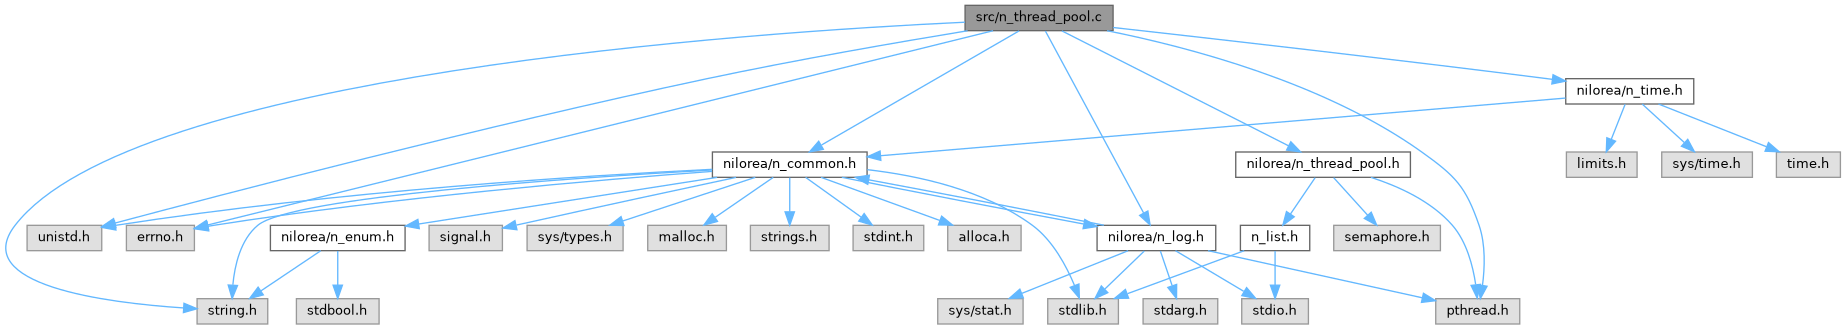 src/n_thread_pool.c
nilorea/n_time.h
nilorea/n_common.h
nilorea/n_thread_pool.h
limits.h
sys/time.h
time.h
unistd.h
errno.h
nilorea/n_enum.h
signal.h
sys/types.h
malloc.h
strings.h
stdint.h
alloca.h
nilorea/n_log.h
n_list.h
semaphore.h
string.h
stdbool.h
sys/stat.h
stdlib.h
stdarg.h
stdio.h
pthread.h